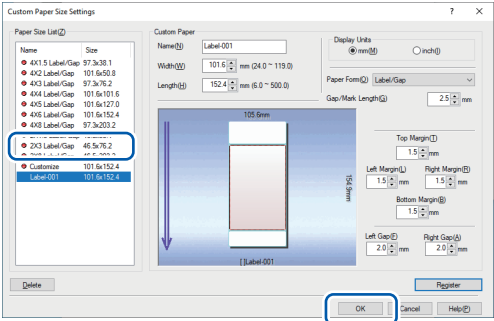 Custom Paper Size Settings ? ×
Paper Size List(Z)
Name Size
4X1.5 Label/Gap 97.3x38.1
4X2 Label/Gap 101.6x50.8
4X3 Label/Gap 97.3x76.2
4X4 Label/Gap 101.6x101.6
4X5 Label/Gap 101.6x127.0
4X6 Label/Gap 101.6x152.4
4X8 Label/Gap 97.3x203.2
2X3 Label/Gap 46.5x76.2
Customize 101.6x152.4
Label-001 101.6x152.4
Delete
Custom Paper
Name(N) Label-001
Width(W) 101.6 mm (24.0 ~ 119.0)
Length(H) 152.4 mm (6.0 ~ 500.0)
Display Units
mm(M) inch(I)
Paper Form(O) Label/Gap
Gap/Mark Length(G) 2.5 mm
105.6mm
154.9mm
[ ]Label-001
Top Margin(T)
1.5 mm
Left Margin(L) Right Margin(R)
1.5 mm 1.5 mm
Bottom Margin(B)
1.5 mm
Left Gap(F) Right Gap(A)
2.0 mm 2.0 mm
Register
OK Cancel Help(P)